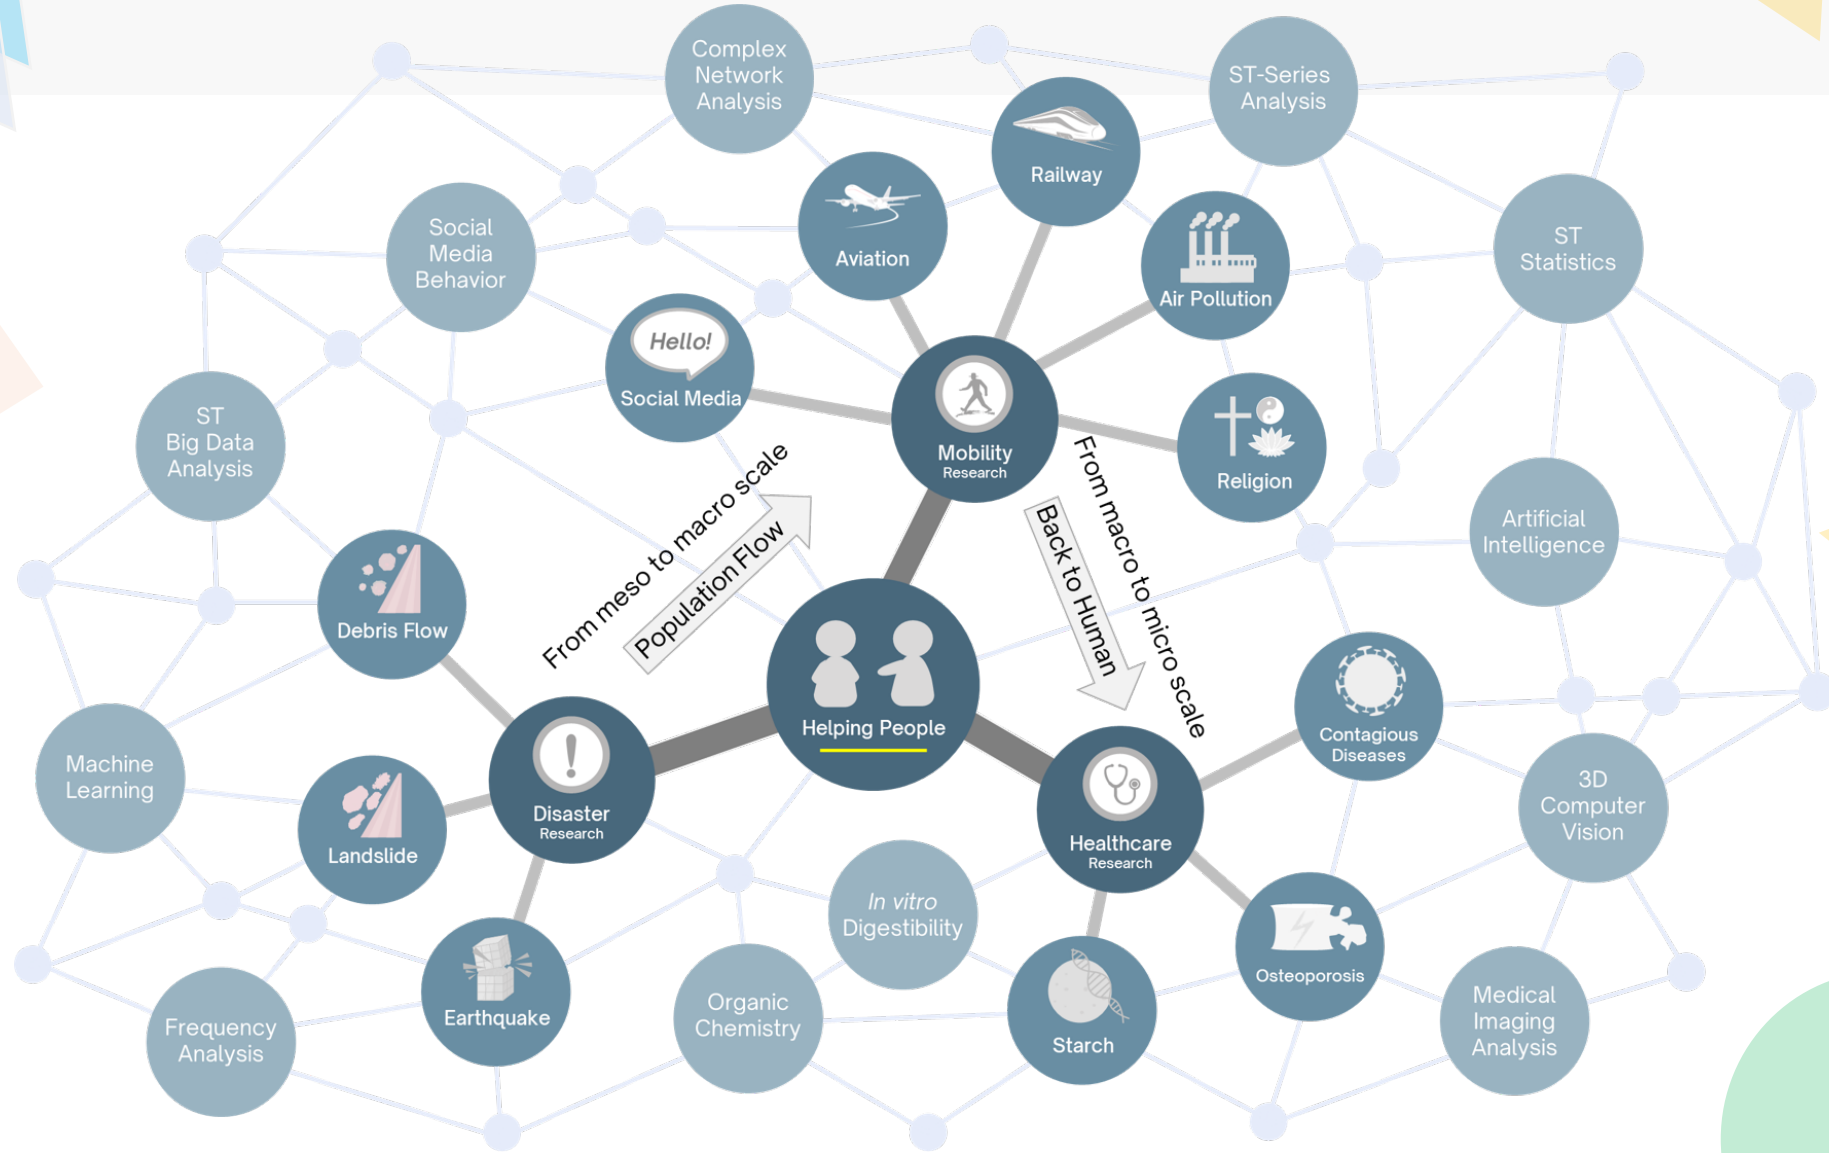 Complex
Network
Analysis
ST-Series
Analysis
Railway
Social
Media
Behavior
Aviation
Air Pollution
ST
Statistics
Hello!
Social Media
Mobility
Research
Religion
ST
Big Data
Analysis
From meso to macro scale
Population Flow
From macro to micro scale
Back to Human
Artificial
Intelligence
Debris Flow
Helping People
Contagious
Diseases
Machine
Learning
Landslide
Disaster
Research
Healthcare
Research
3D
Computer
Vision
In vitro
Digestibility
Osteoporosis
Earthquake
Organic
Chemistry
Starch
Medical
Imaging
Analysis
Frequency
Analysis